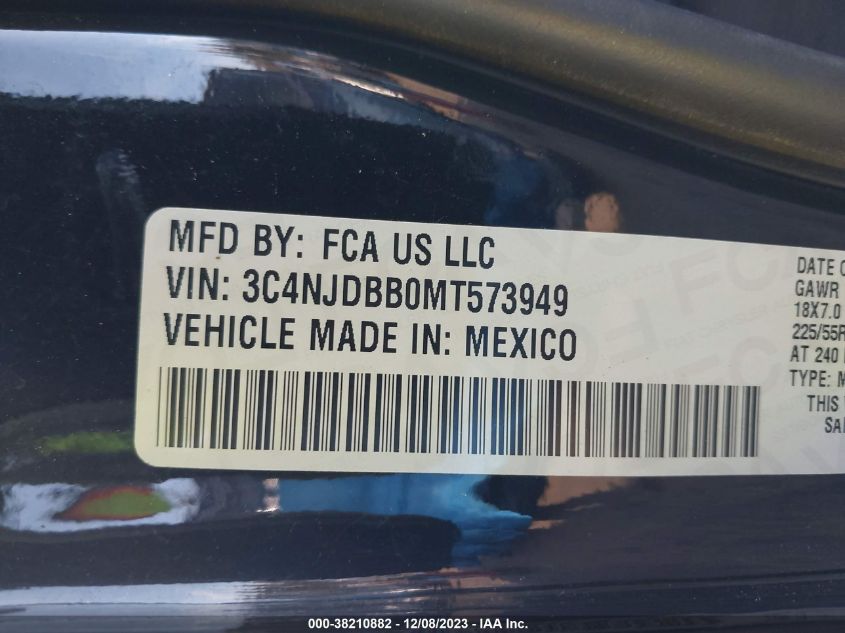 MFD BY: FCA US LLC
VIN: 3C4NJDBB0MT573949
VEHICLE MADE IN: MEXICO
DATE O
GAWR
18X7.0
225/55R
AT 240
TYPE: M
THIS
SA
000-38210882 - 12/08/2023 - IAA Inc.